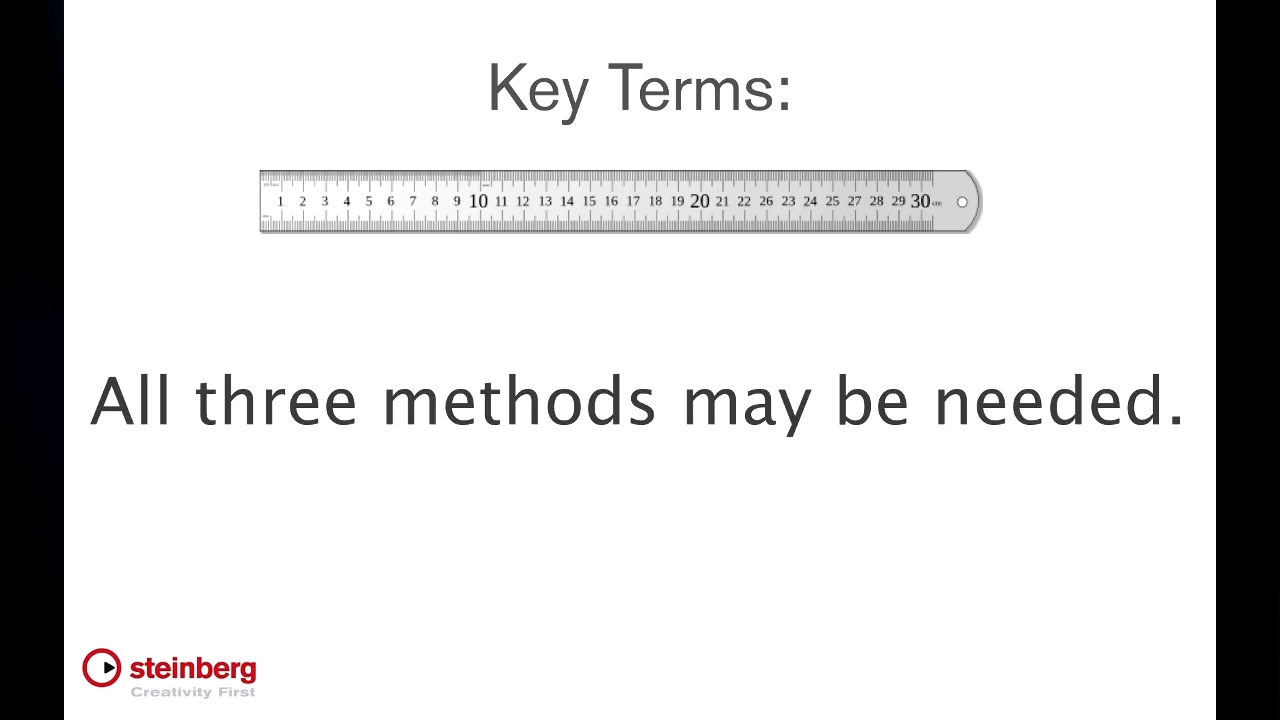 Key Terms:
1 2 3 4 5 6 7 8 9 10 11 12 13 14 15 16 17 18 19 20 21 22 26 23 24 25 27 28 29 30 cm
All three methods may be needed.
steinberg
Creativity First